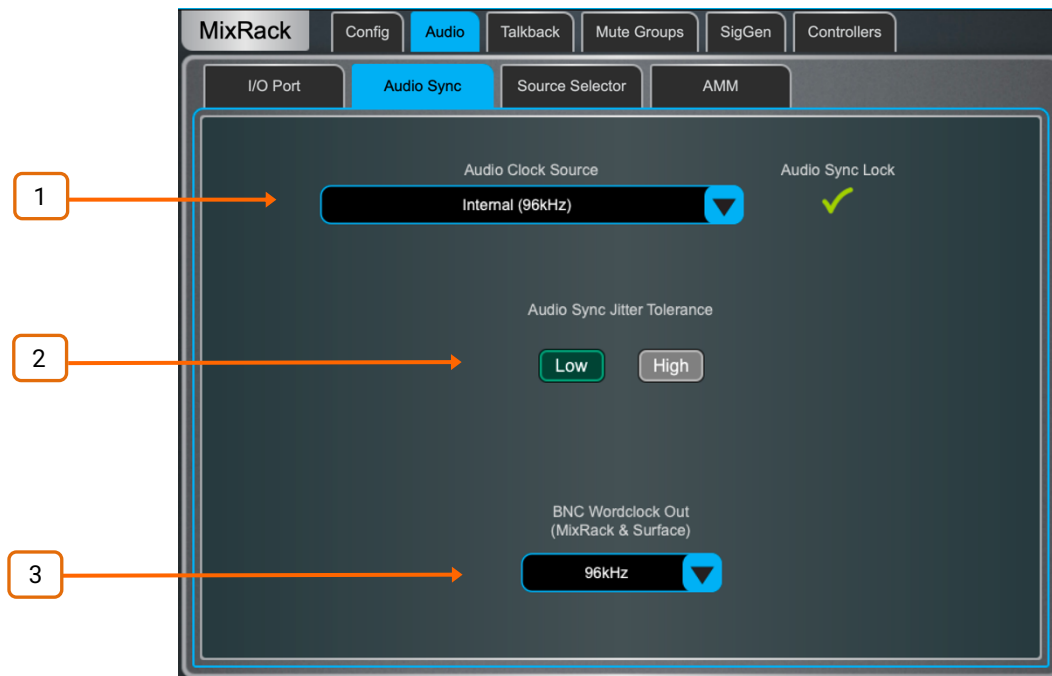 MixRack
Config
Audio
Talkback
Mute Groups
SigGen
Controllers
I/O Port
Audio Sync
Source Selector
AMM
Audio Clock Source
Audio Sync Lock
1
Internal (96kHz)
Audio Sync Jitter Tolerance
2
Low
High
BNC Wordclock Out
(MixRack & Surface)
3
96kHz